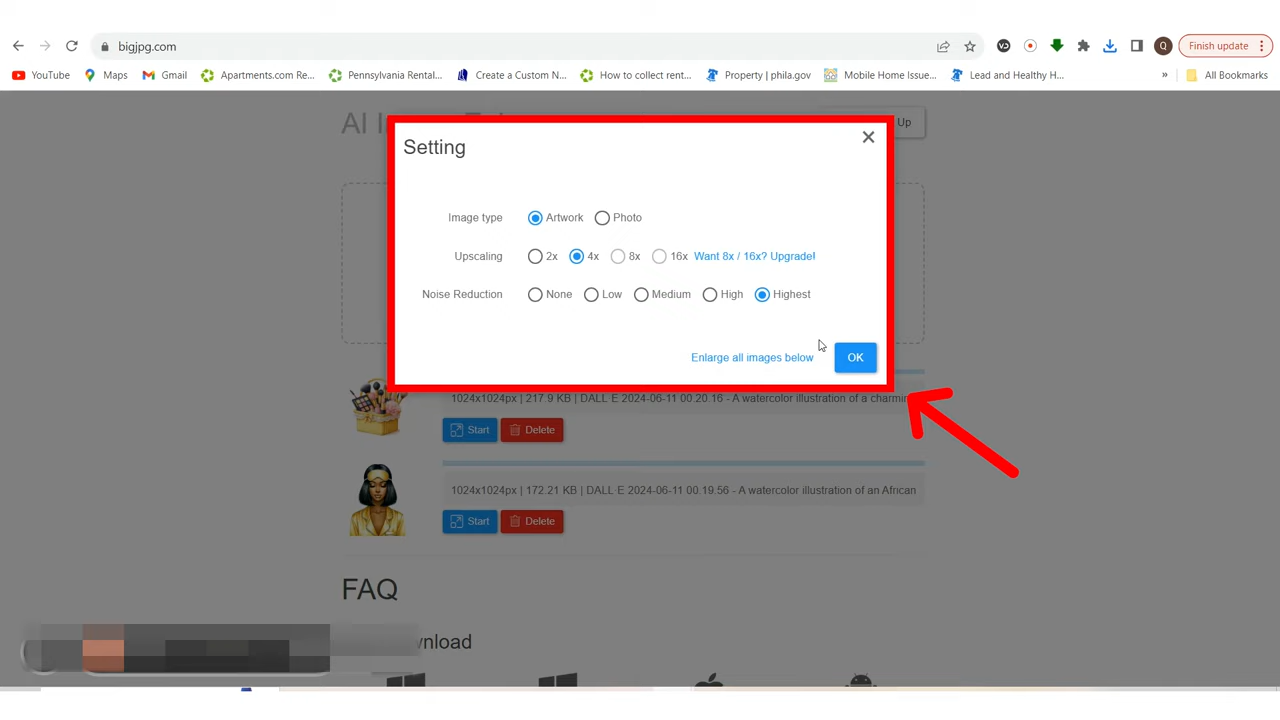 bigjpg.com
Finish update
YouTube
Maps
Gmail
Apartments.com Re...
Pennsylvania Rental...
Create a Custom N...
How to collect rent...
Property | phila.gov
Mobile Home Issue...
Lead and Healthy H...
»
All Bookmarks
AI I
Up
Setting
Image type Artwork Photo
Upscaling 2x 4x 8x 16x Want 8x / 16x? Upgrade!
Noise Reduction None Low Medium High Highest
Enlarge all images below OK
1024x1024px | 217.9 KB | DALL E 2024-06-11 00.20.16 - A watercolor illustration of a charmin
Start Delete
1024x1024px | 172.21 KB | DALL E 2024-06-11 00.19.56 - A watercolor illustration of an African
Start Delete
FAQ
wnload